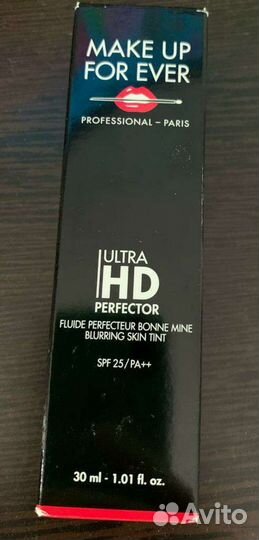 MAKE UP
FOR EVER
PROFESSIONAL – PARIS
ULTRA
HD
PERFECTOR
FLUIDE PERFECTEUR BONNE MINE
BLURRING SKIN TINT
SPF 25/PA++
30 ml - 1.01 fl. oz.
Avito